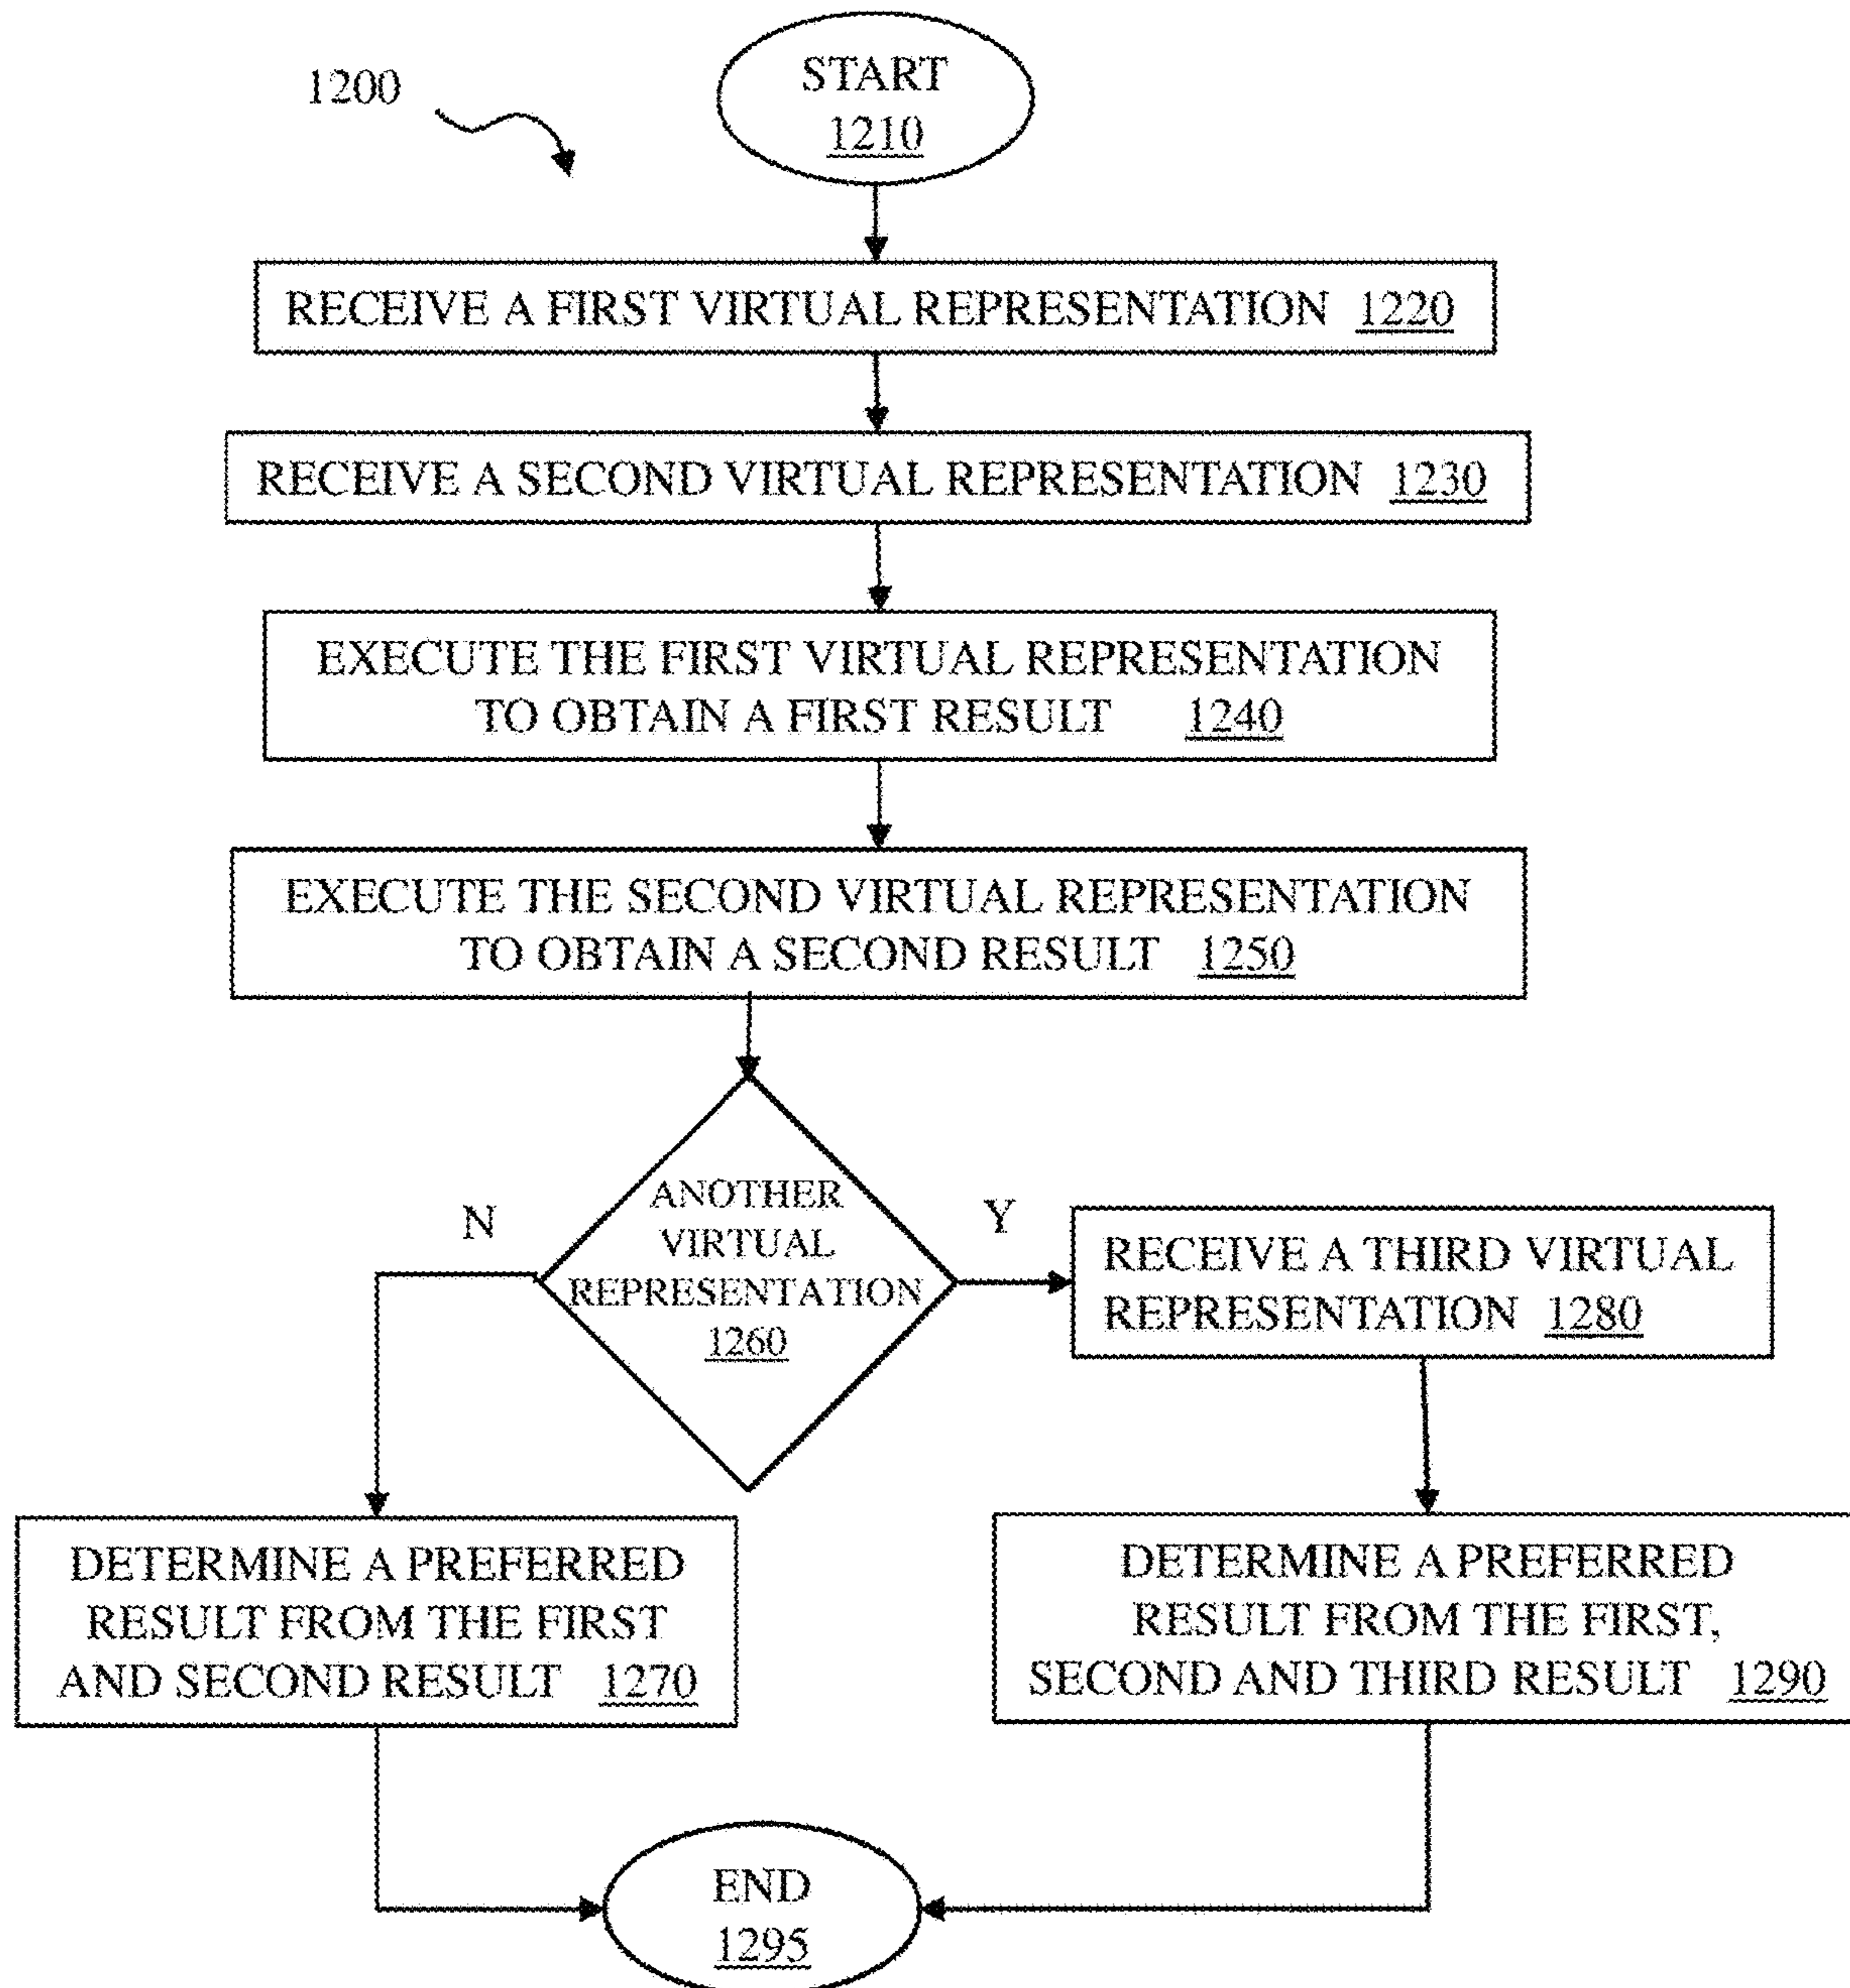 1200
START
1210
RECEIVE A FIRST VIRTUAL REPRESENTATION 1220
RECEIVE A SECOND VIRTUAL REPRESENTATION 1230
EXECUTE THE FIRST VIRTUAL REPRESENTATION
TO OBTAIN A FIRST RESULT 1240
EXECUTE THE SECOND VIRTUAL REPRESENTATION
TO OBTAIN A SECOND RESULT 1250
ANOTHER
VIRTUAL
REPRESENTATION
1260
N
Y
RECEIVE A THIRD VIRTUAL
REPRESENTATION 1280
DETERMINE A PREFERRED
RESULT FROM THE FIRST
AND SECOND RESULT 1270
DETERMINE A PREFERRED
RESULT FROM THE FIRST,
SECOND AND THIRD RESULT 1290
END
1295